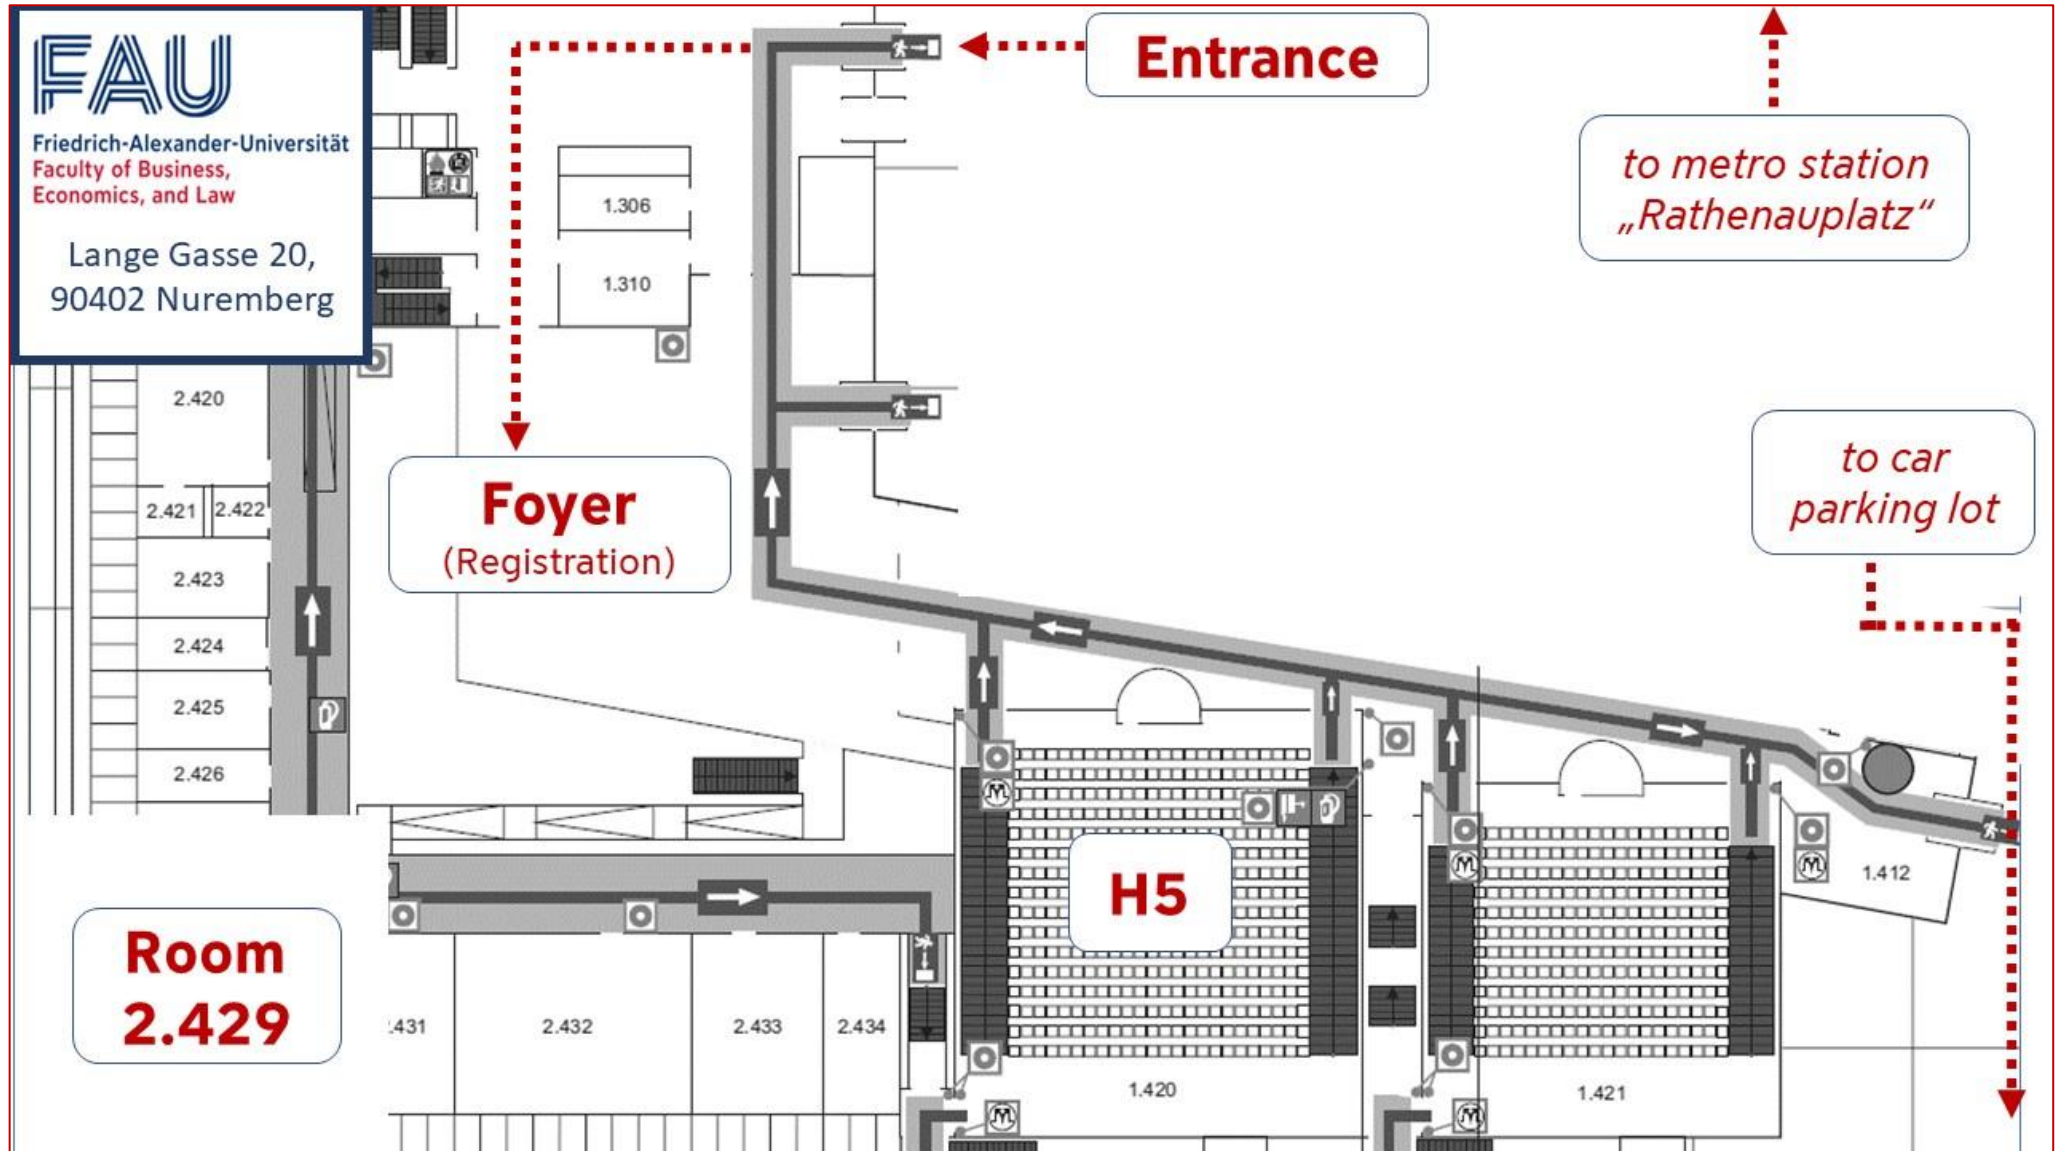 FAU
Friedrich-Alexander-Universität
Faculty of Business,
Economics, and Law
Lange Gasse 20,
90402 Nuremberg
Entrance
to metro station
„Rathenauplatz“
1.306
1.310
2.420
to car
parking lot
Foyer
(Registration)
2.421
2.422
2.423
2.424
2.425
2.426
H5
1.412
Room
2.429
.431
2.432
2.433
2.434
1.420
1.421